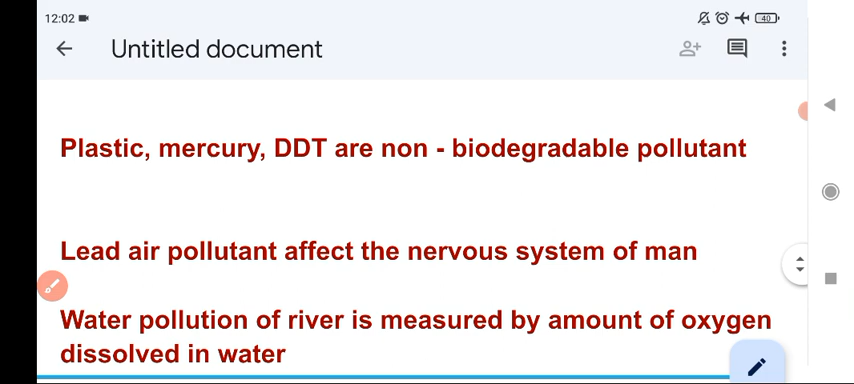 12:02
40
Untitled document
Plastic, mercury, DDT are non - biodegradable pollutant
Lead air pollutant affect the nervous system of man
Water pollution of river is measured by amount of oxygen
dissolved in water